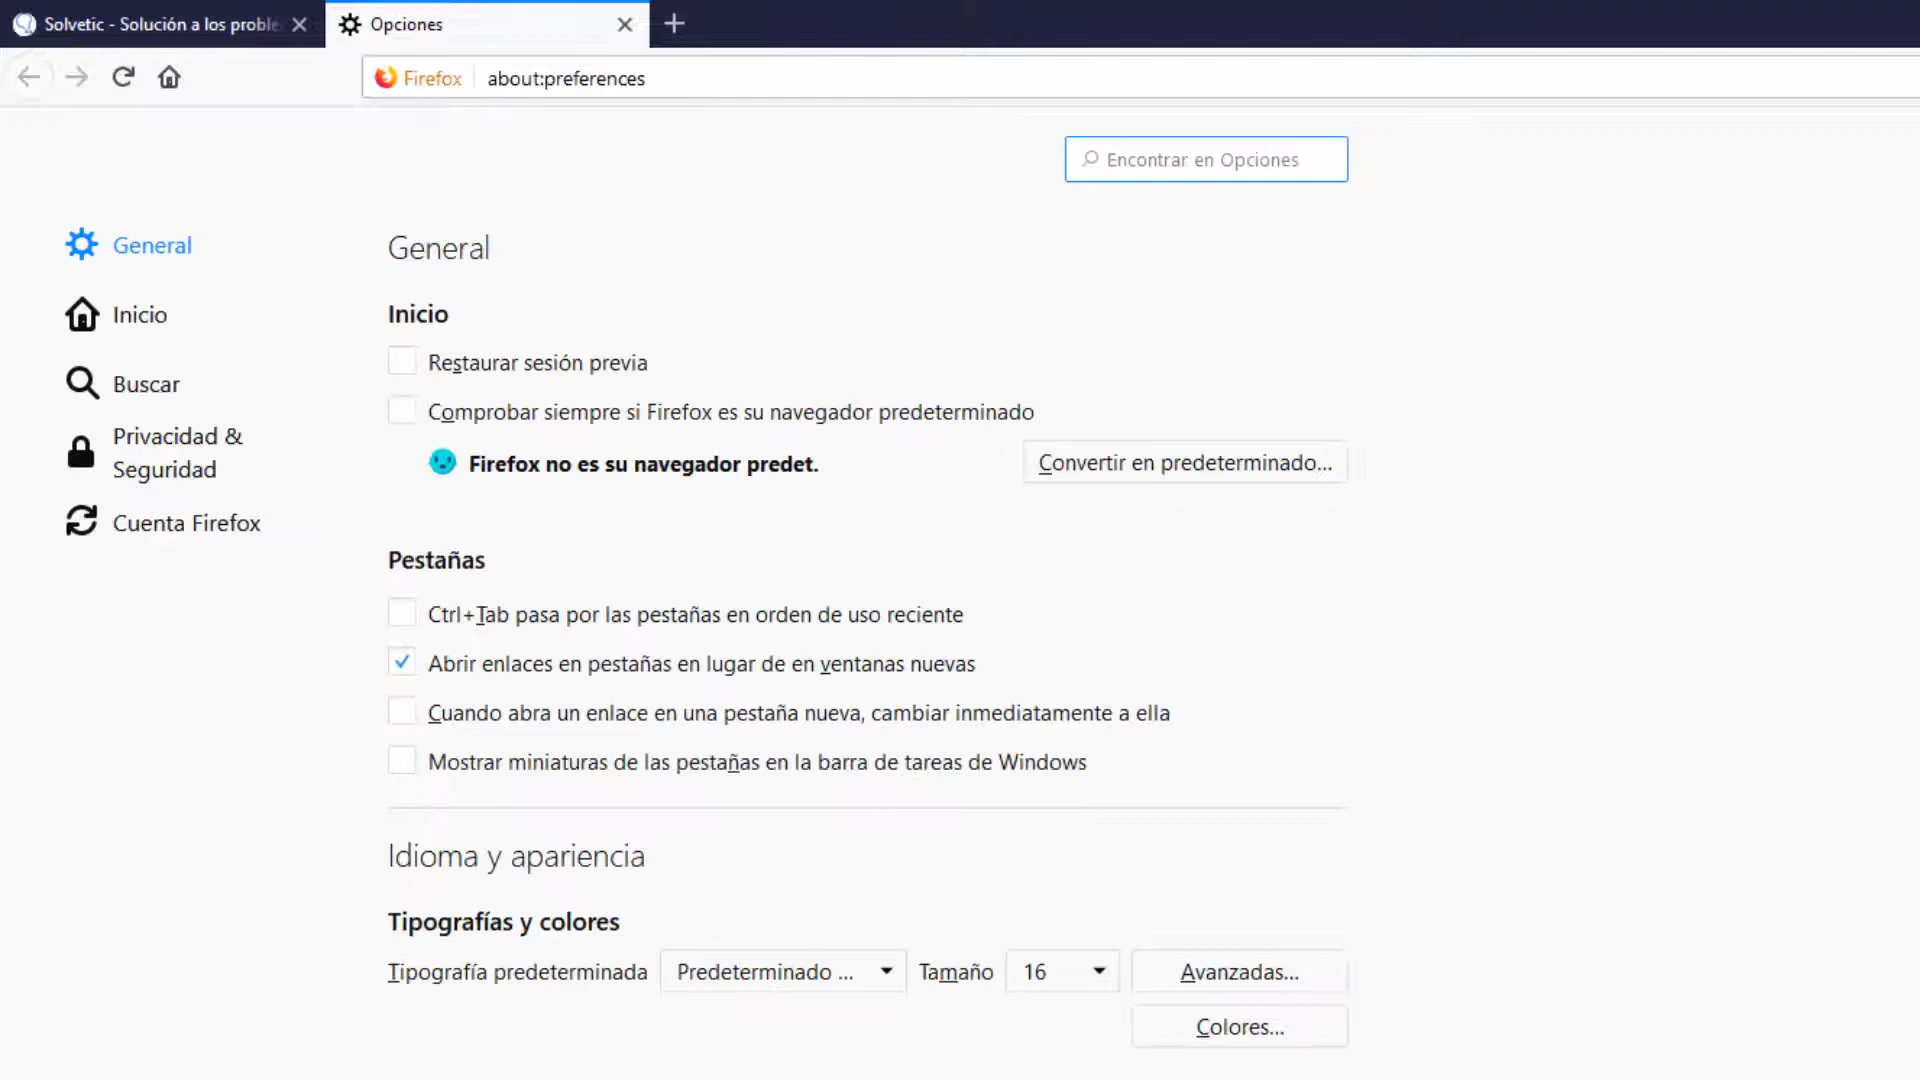 Solvetic - Solución a los proble
Opciones
Firefox
about:preferences
Encontrar en Opciones
General
Inicio
Buscar
Privacidad &
Seguridad
Cuenta Firefox
General
Inicio
Restaurar sesión previa
Comprobar siempre si Firefox es su navegador predeterminado
Firefox no es su navegador predet.
Convertir en predeterminado...
Pestañas
Ctrl+Tab pasa por las pestañas en orden de uso reciente
Abrir enlaces en pestañas en lugar de en ventanas nuevas
Cuando abra un enlace en una pestaña nueva, cambiar inmediatamente a ella
Mostrar miniaturas de las pestañas en la barra de tareas de Windows
Idioma y apariencia
Tipografías y colores
Tipografía predeterminada
Predeterminado ...
Tamaño
16
Avanzadas...
Colores...